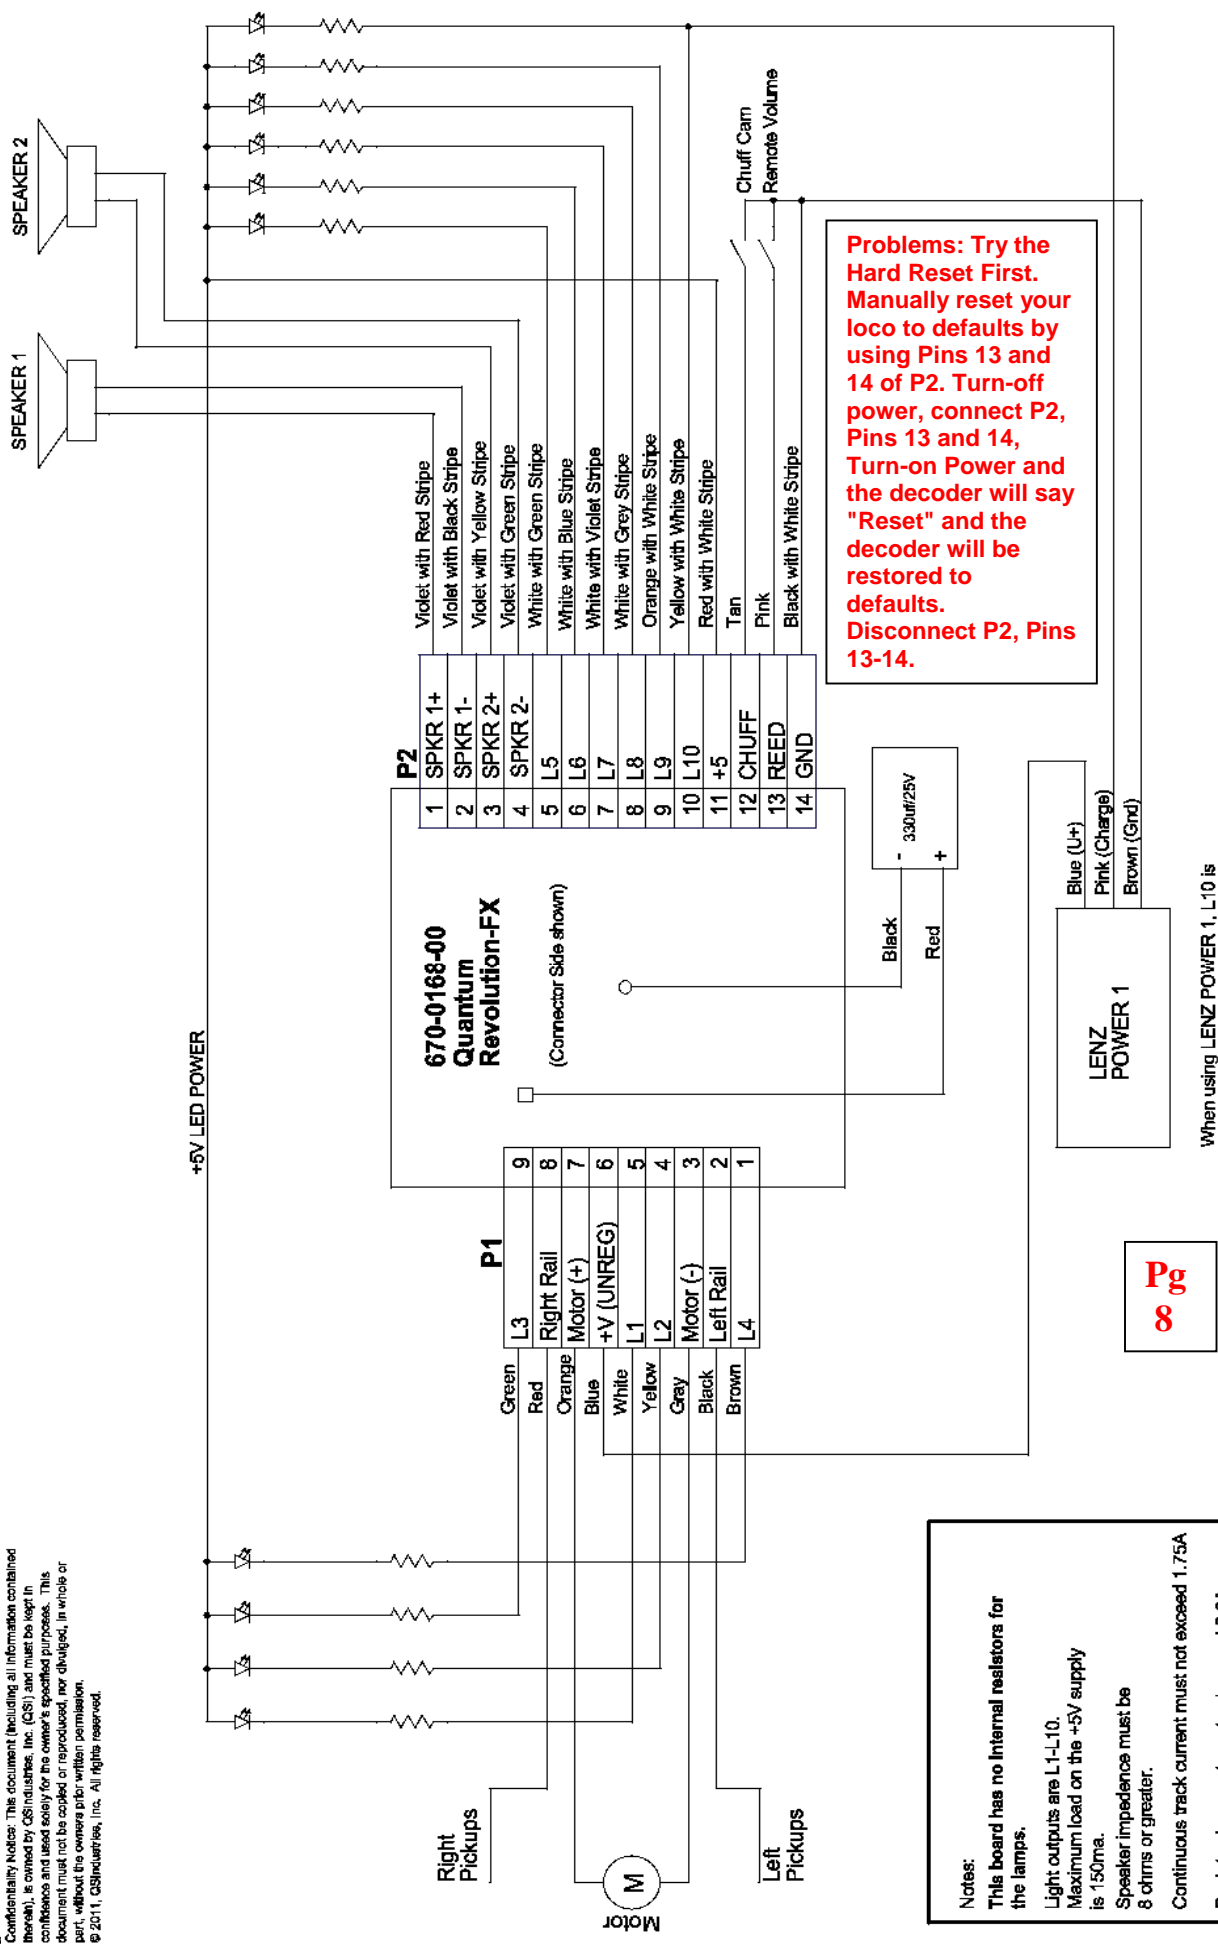 Confidentiality Notice: This document (including all information contained
therein), is owned by QSIndustries, Inc. (QSI) and must be kept in
confidence and used solely for the owner's specified purposes. This
document must not be copied or reproduced, nor divulged, in whole or
part, without the owners prior written permission.
© 2011, QSIndustries, Inc. All rights reserved.
+5V LED POWER
SPEAKER 1
SPEAKER 2
Right
Pickups
Motor
M
Left
Pickups
Green
Red
Orange
Blue
White
Yellow
Gray
Black
Brown
P1
L3 9
Right Rail 8
Motor (+) 7
+V (UNREG) 6
L1 5
L2 4
Motor (-) 3
Left Rail 2
L4 1
670-0168-00
Quantum
Revolution-FX
(Connector Side shown)
P2
1 SPKR 1+
2 SPKR 1-
3 SPKR 2+
4 SPKR 2-
5 L5
6 L6
7 L7
8 L8
9 L9
10 L10
11 +5
12 CHUFF
13 REED
14 GND
Violet with Red Stripe
Violet with Black Stripe
Violet with Yellow Stripe
Violet with Green Stripe
White with Green Stripe
White with Blue Stripe
White with Violet Stripe
White with Grey Stripe
Orange with White Stripe
Yellow with White Stripe
Red with White Stripe
Tan
Pink
Black with White Stripe
Chuff Cam
Remote Volume
Black
Red
- 330uf/25V
+
LENZ
POWER 1
Blue (U+)
Pink (Charge)
Brown (Gnd)
When using LENZ POWER 1, L10 is
Problems: Try the
Hard Reset First.
Manually reset your
loco to defaults by
using Pins 13 and
14 of P2. Turn-off
power, connect P2,
Pins 13 and 14,
Turn-on Power and
the decoder will say
"Reset" and the
decoder will be
restored to
defaults.
Disconnect P2, Pins
13-14.
Pg
8
Notes:
This board has no internal resistors for
the lamps.
Light outputs are L1-L10.
Maximum load on the +5V supply
is 150ma.
Speaker impedence must be
8 ohms or greater.
Continuous track current must not exceed 1.75A